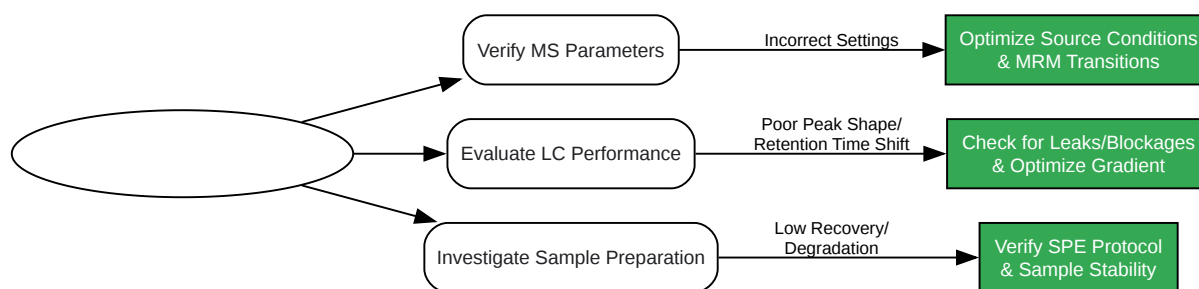 Verify MS Parameters
Incorrect Settings
Optimize Source Conditions
& MRM Transitions
Evaluate LC Performance
Poor Peak Shape/
Retention Time Shift
Check for Leaks/Blockages
& Optimize Gradient
Investigate Sample Preparation
Low Recovery/
Degradation
Verify SPE Protocol
& Sample Stability